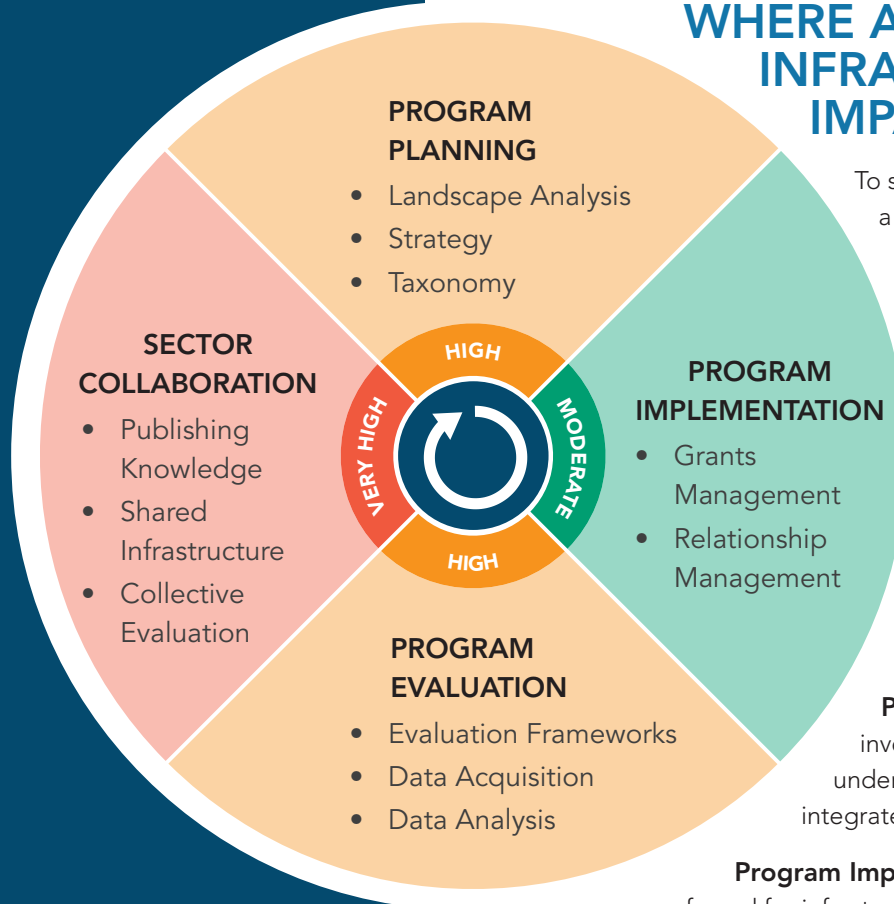 WHERE A
INFRA
IMPA
To s
a
PROGRAM
PLANNING
• Landscape Analysis
• Strategy
• Taxonomy
SECTOR
COLLABORATION
• Publishing
Knowledge
• Shared
Infrastructure
• Collective
Evaluation
HIGH
VERY HIGH
MODERATE
HIGH
PROGRAM
IMPLEMENTATION
• Grants
Management
• Relationship
Management
PROGRAM
EVALUATION
• Evaluation Frameworks
• Data Acquisition
• Data Analysis
P
inve
under
integrate
Program Imp